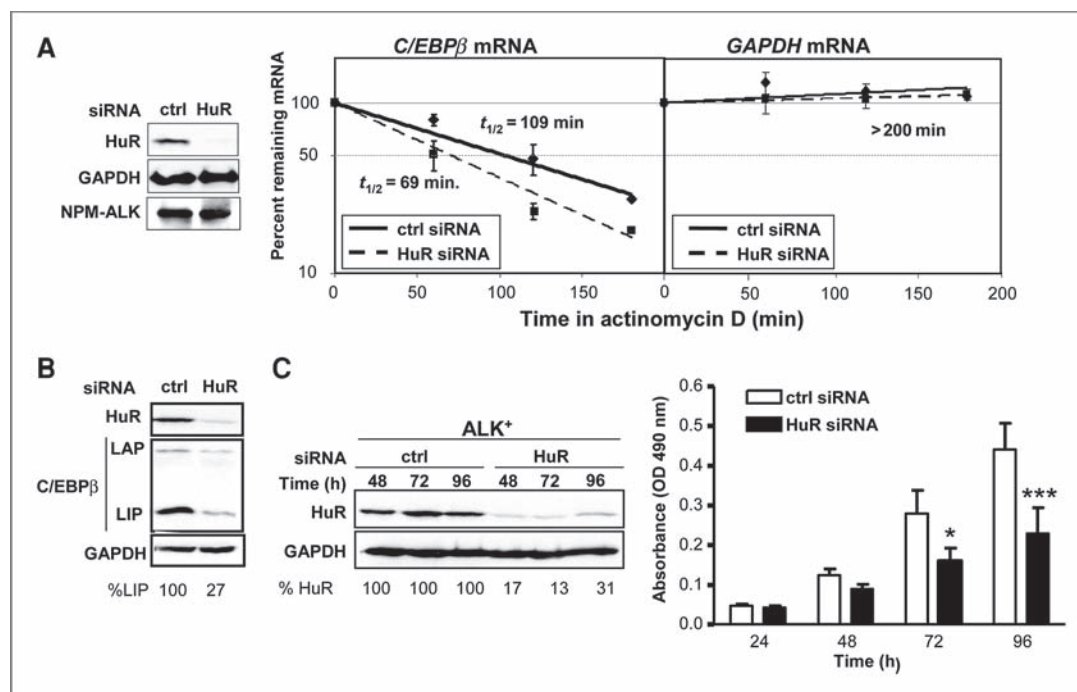 A
siRNA ctrl HuR
HuR
GAPDH
NPM-ALK
C/EBPβ mRNA
GAPDH mRNA
Percent remaining mRNA
100
50
10
t1/2 = 109 min
t1/2 = 69 min.
>200 min
ctrl siRNA
HuR siRNA
ctrl siRNA
HuR siRNA
0 50 100 150 0 50 100 150 200
Time in actinomycin D (min)
B
siRNA ctrl HuR
HuR
LAP
C/EBPβ
LIP
GAPDH
%LIP 100 27
C
ALK+
siRNA ctrl HuR
Time (h) 48 72 96 48 72 96
HuR
GAPDH
% HuR 100 100 100 17 13 31
Absorbance (OD 490 nm)
0.6
0.5
0.4
0.3
0.2
0.1
0.0
ctrl siRNA
HuR siRNA
*
***
24 48 72 96
Time (h)